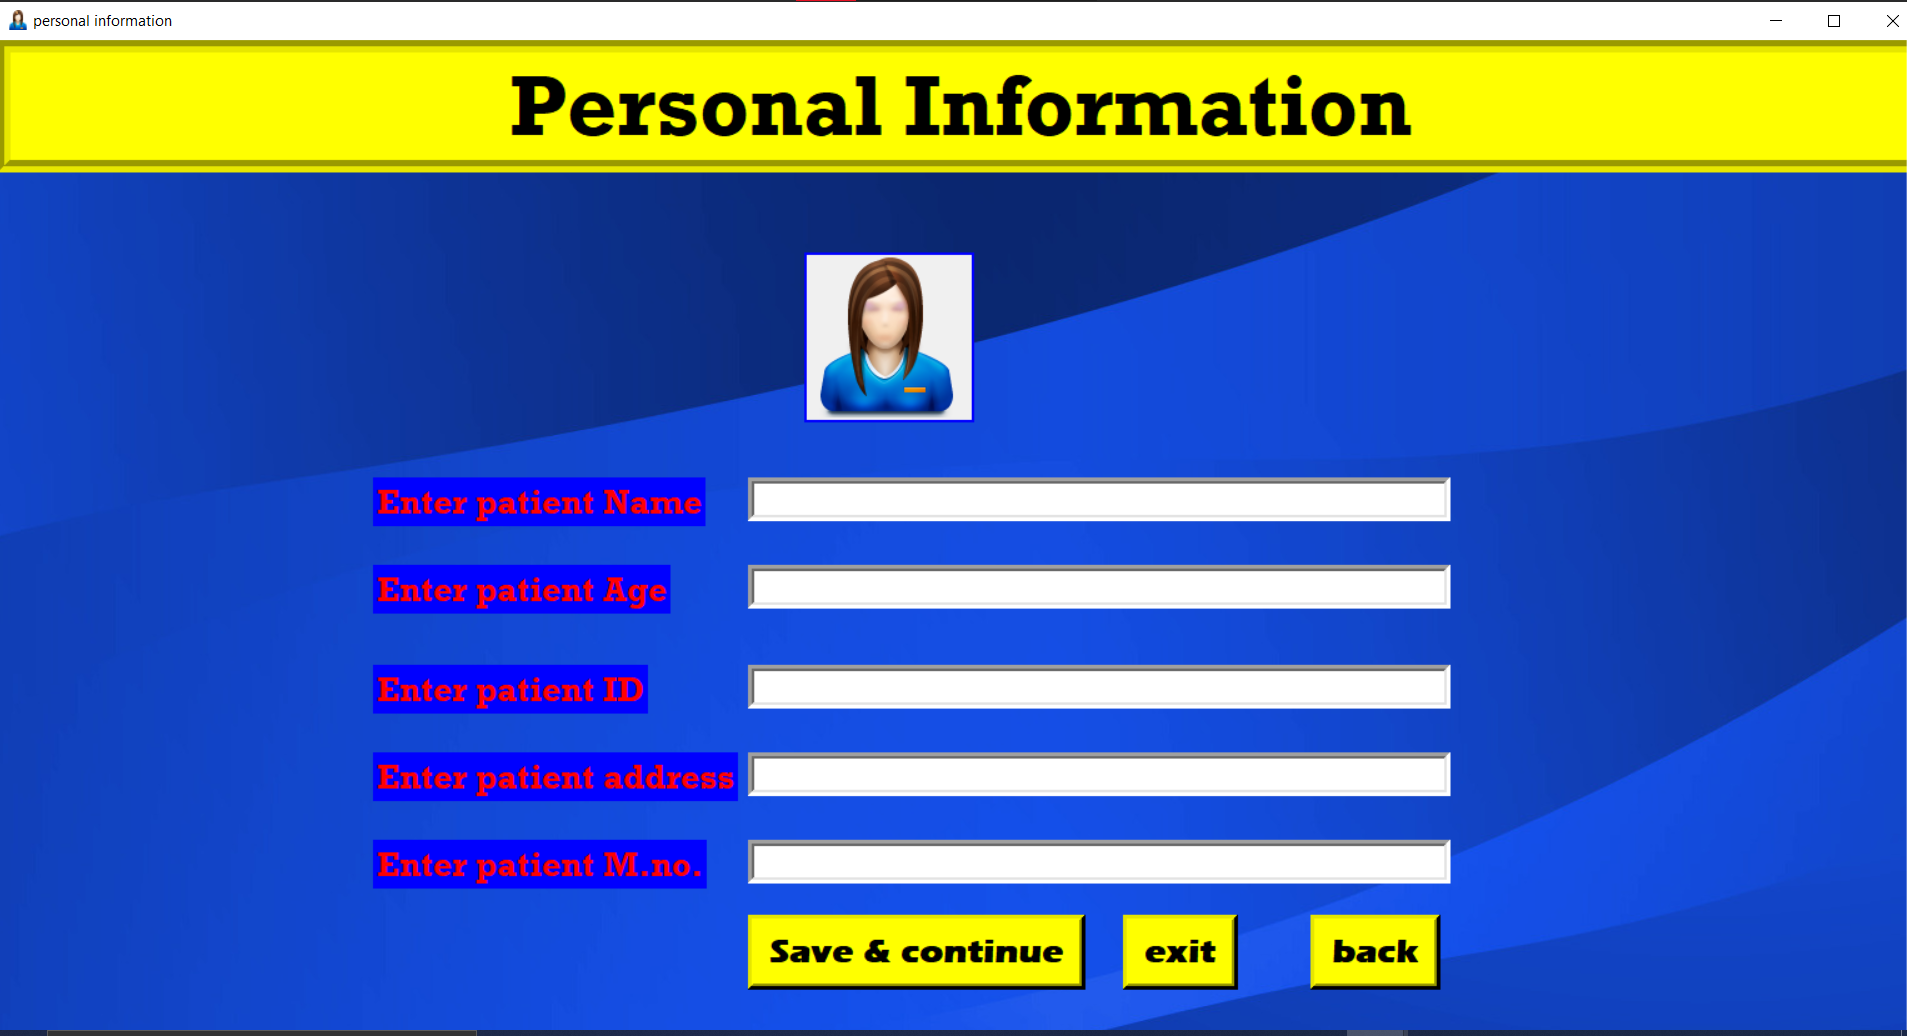 personal information
Personal Information
Enter patient Name
Enter patient Age
Enter patient ID
Enter patient address
Enter patient M.no.
Save & continue exit back